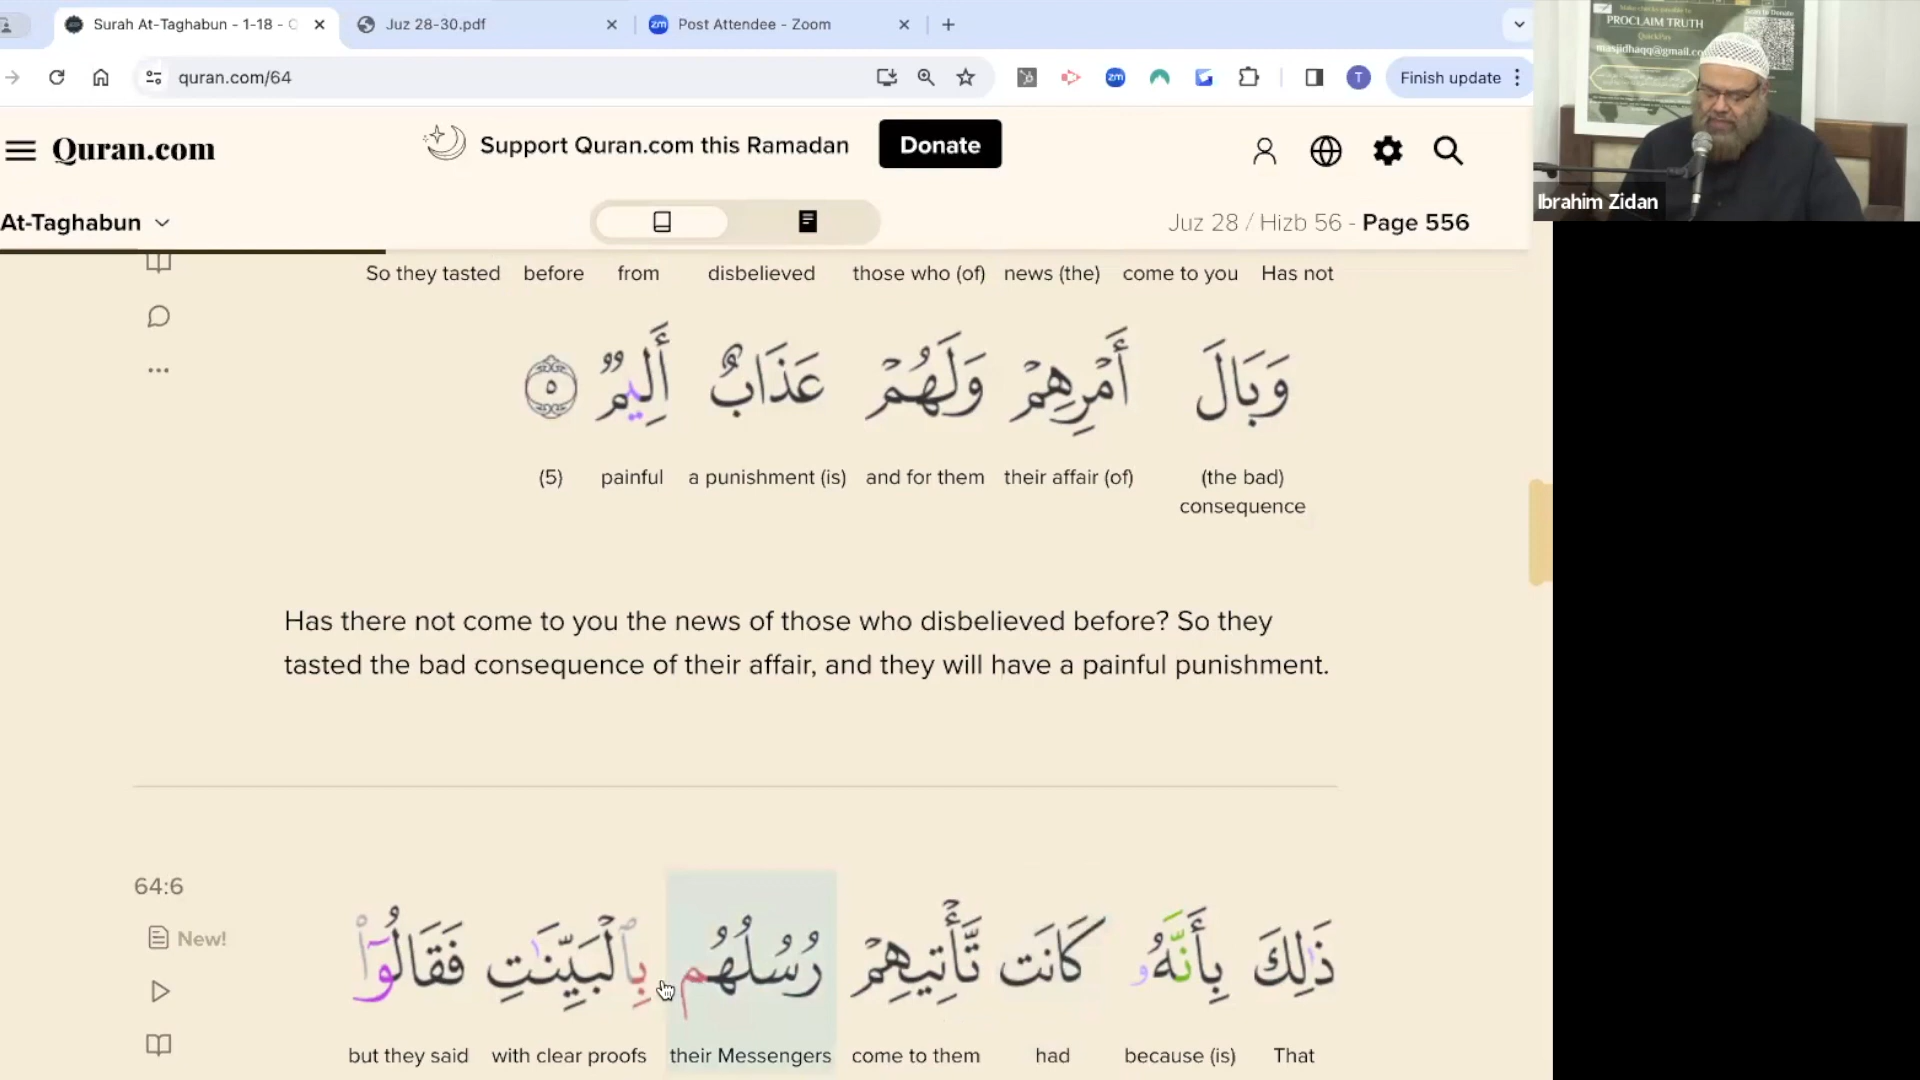 Surah At-Taghabun - 1-18 - Q
Juz 28-30.pdf
Post Attendee - Zoom
quran.com/64
Finish update
PROCLAIM TRUTH
QuickPay
masjidhaqq@gmail.co
Quran.com
Support Quran.com this Ramadan
Donate
At-Taghabun
Juz 28 / Hizb 56 - Page 556
Ibrahim Zidan
So they tasted before from disbelieved those who (of) news (the) come to you Has not
وَبَالَ أَمْرِهِمْ وَلَهُمْ عَذَابٌ أَلِيمٌ ٥
(5) painful a punishment (is) and for them their affair (of) (the bad)
consequence
Has there not come to you the news of those who disbelieved before? So they
tasted the bad consequence of their affair, and they will have a painful punishment.
64:6
New!
ذَٰلِكَ بِأَنَّهُۥ كَانَت تَّأْتِيهِمْ رُسُلُهُم بِٱلْبَيِّنَـٰتِ فَقَالُوٓا۟
but they said with clear proofs their Messengers come to them had because (is) That